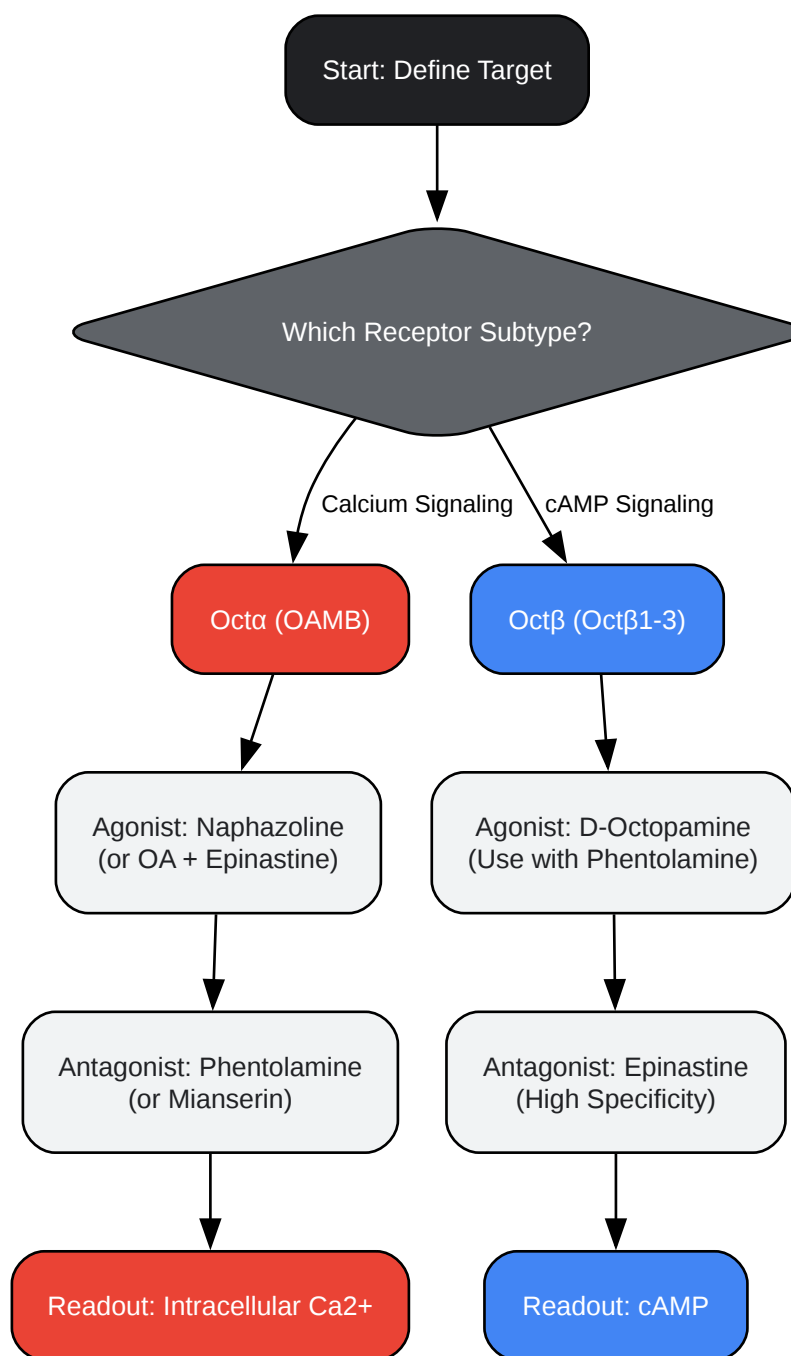 Start: Define Target
Which Receptor Subtype?
Calcium Signaling
cAMP Signaling
Octα (OAMB)
Octβ (Octβ1-3)
Agonist: Naphazoline
(or OA + Epinastine)
Agonist: D-Octopamine
(Use with Phentolamine)
Antagonist: Phentolamine
(or Mianserin)
Antagonist: Epinastine
(High Specificity)
Readout: Intracellular Ca2+
Readout: cAMP